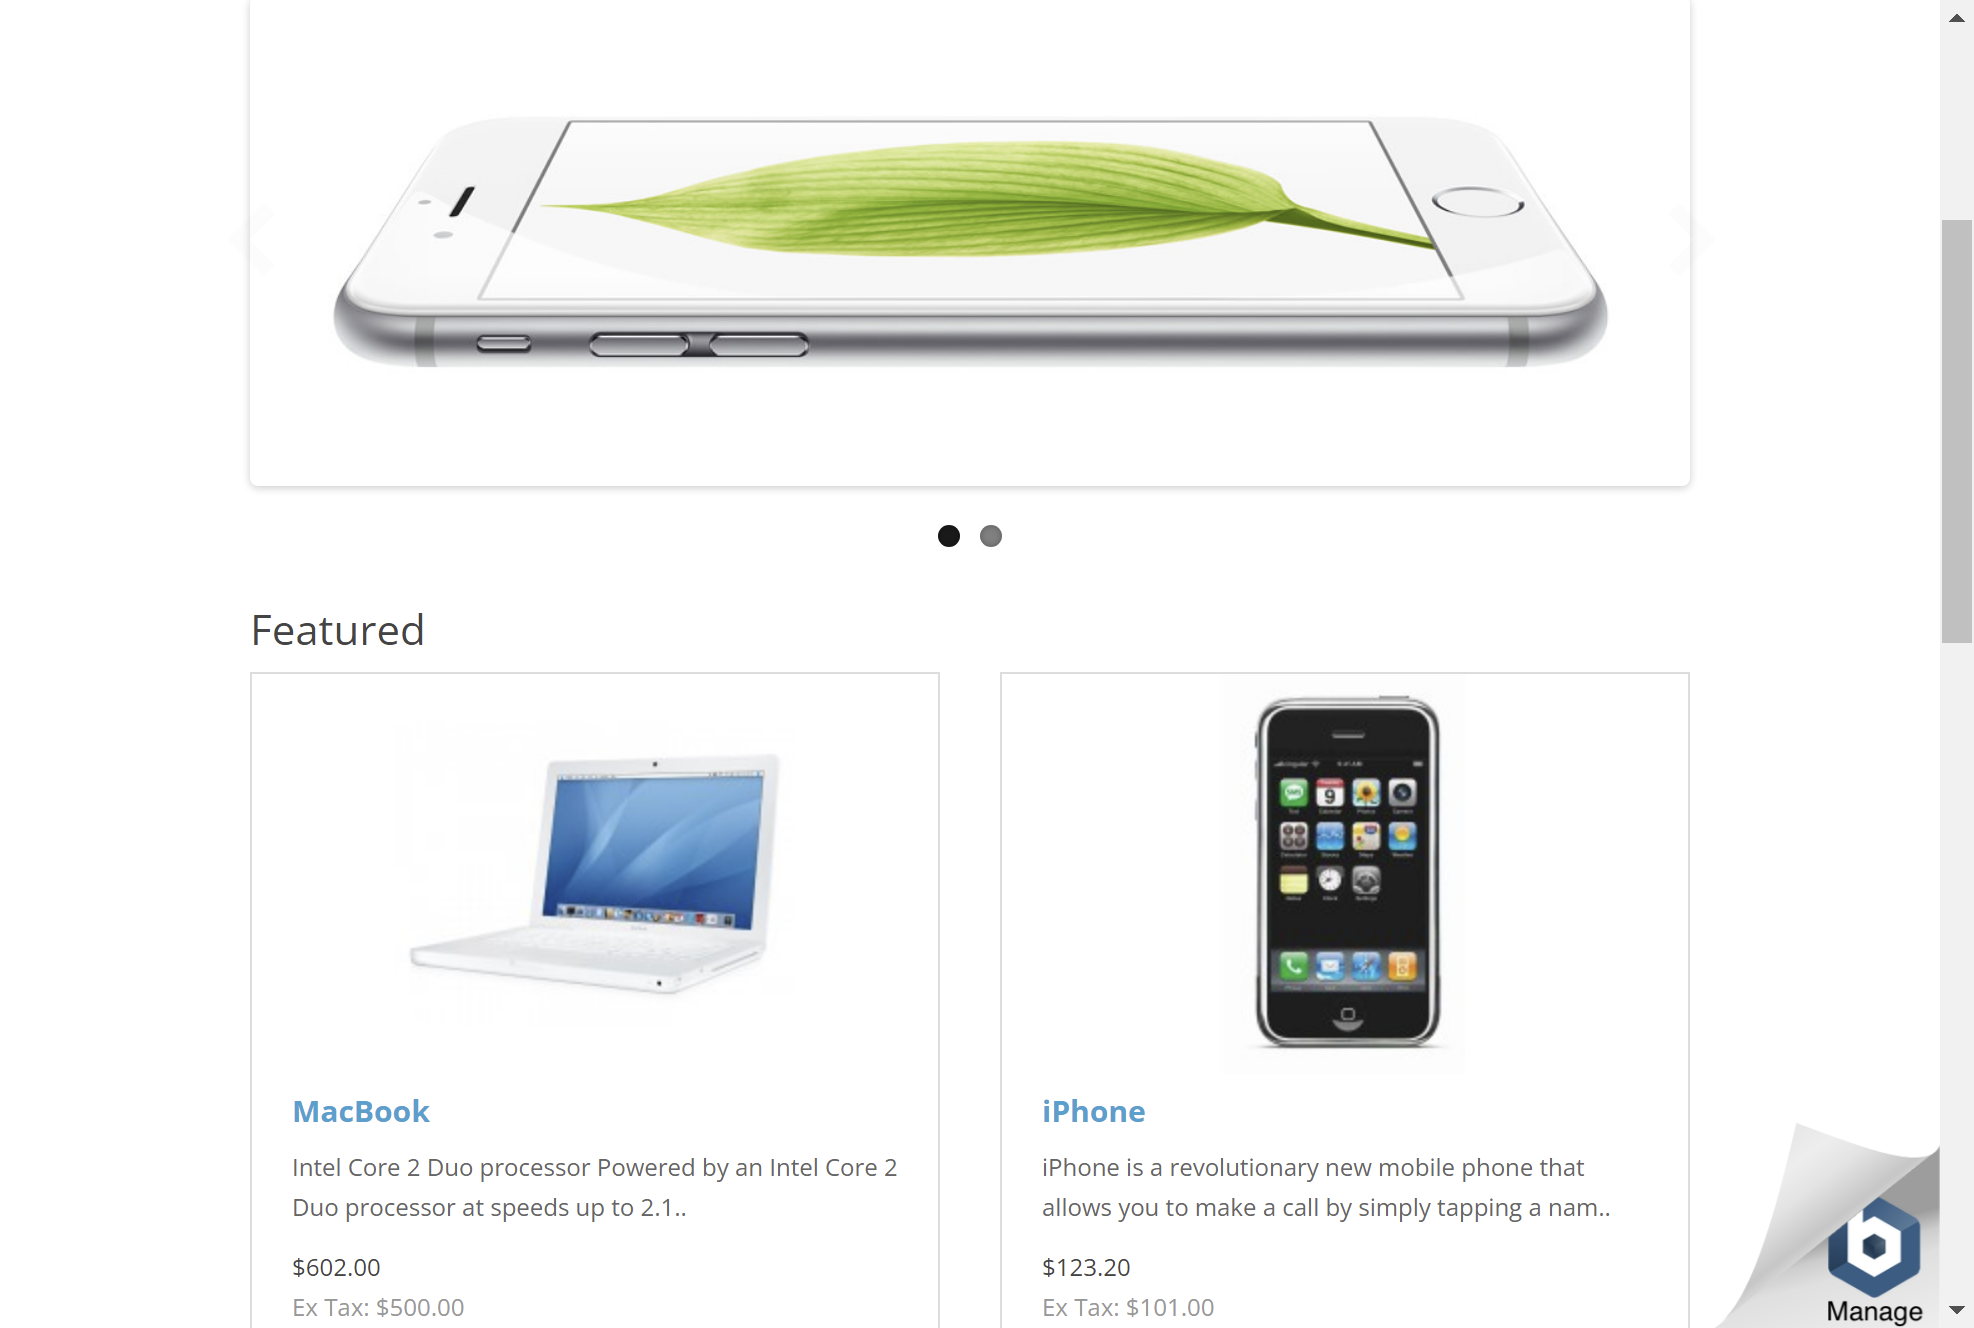 Featured
MacBook
Intel Core 2 Duo processor Powered by an Intel Core 2
Duo processor at speeds up to 2.1..
$602.00
Ex Tax: $500.00
iPhone
iPhone is a revolutionary new mobile phone that
allows you to make a call by simply tapping a nam..
$123.20
Ex Tax: $101.00
Manage